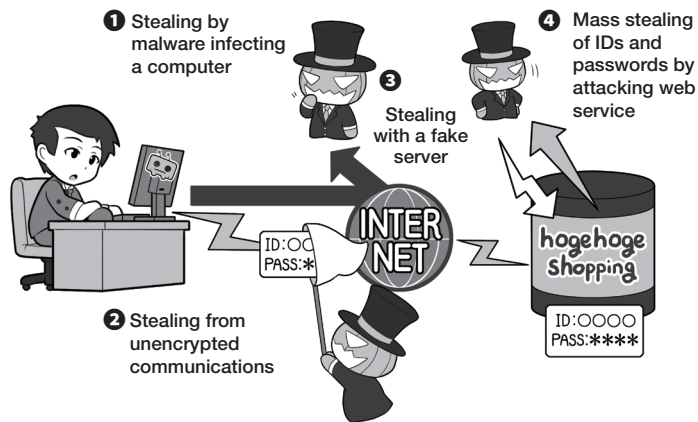 ❶ Stealing by
malware infecting
a computer
❸
Stealing
with a fake
server
❹ Mass stealing
of IDs and
passwords by
attacking web
service
INTER
NET
ID:○○
PASS:*
hogehoge
shopping
ID:○○○○
PASS:****
❷ Stealing from
unencrypted
communications